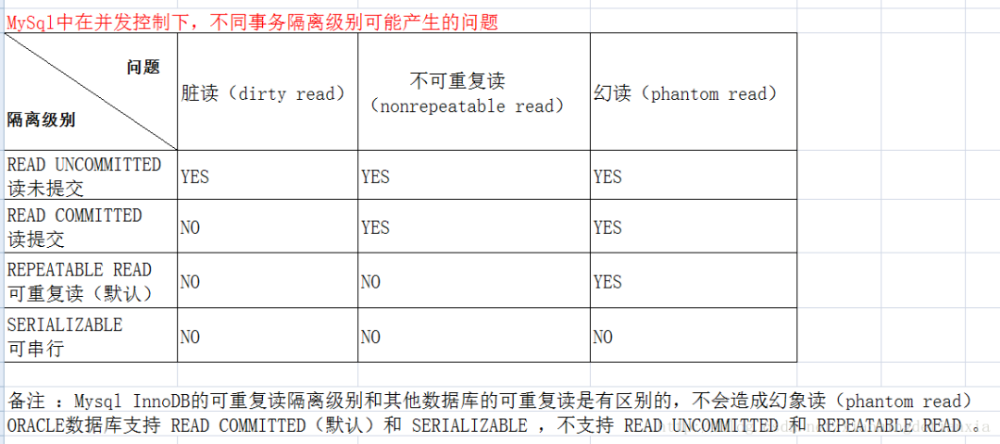 MySql中在并发控制下，不同事务隔离级别可能产生的问题
问题
隔离级别
脏读（dirty read）
不可重复读
（nonrepeatable read）
幻读（phantom read）
READ UNCOMMITTED
读未提交
YES
YES
YES
READ COMMITTED
读提交
NO
YES
YES
REPEATABLE READ
可重复读（默认）
NO
NO
YES
SERIALIZABLE
可串行
NO
NO
NO
备注 ：Mysql InnoDB的可重复读隔离级别和其他数据库的可重复读是有区别的，不会造成幻象读（phantom read）
ORACLE数据库支持 READ COMMITTED（默认）和 SERIALIZABLE ，不支持 READ UNCOMMITTED 和 REPEATABLE READ 。